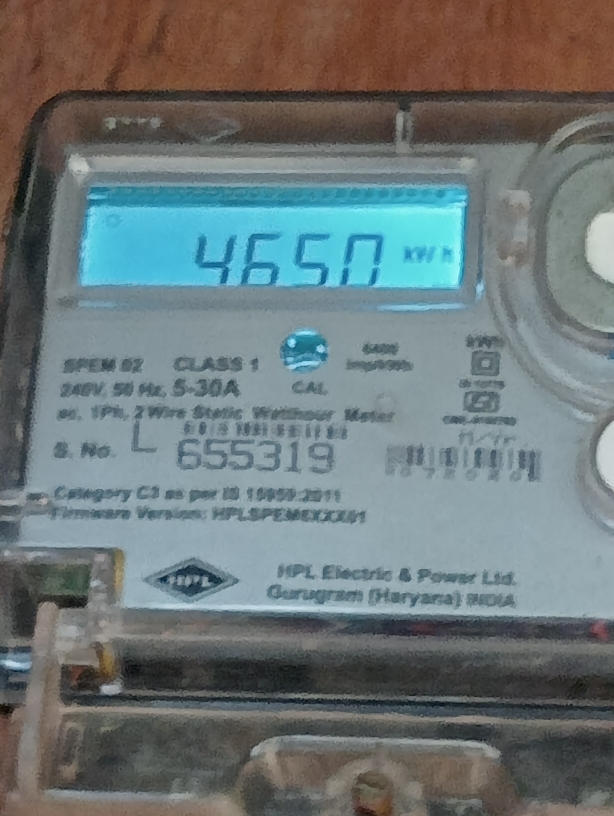 4650 kWh
SPEM 02 CLASS 1
240V, 50 Hz, 5-30A
CAL
ac, 1Ph, 2 Wire Static Watthour Meter
S. No. L 655319
Category C3 as per IS 15959:2011
Firmware Version:
HPL
HPL Electric & Power Ltd.
Gurugram (Haryana) INDIA